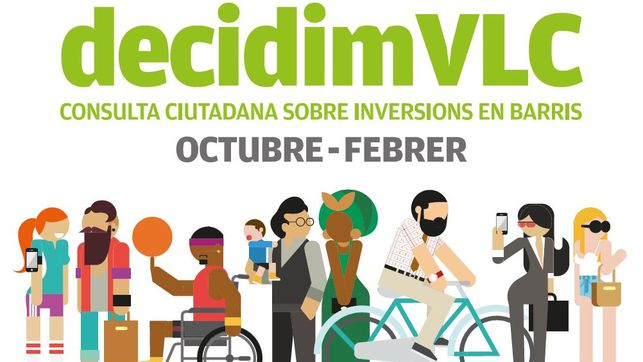 decidimVLC
CONSULTA CIUTADANA SOBRE INVERSIONS EN BARRIS
OCTUBRE - FEBRER